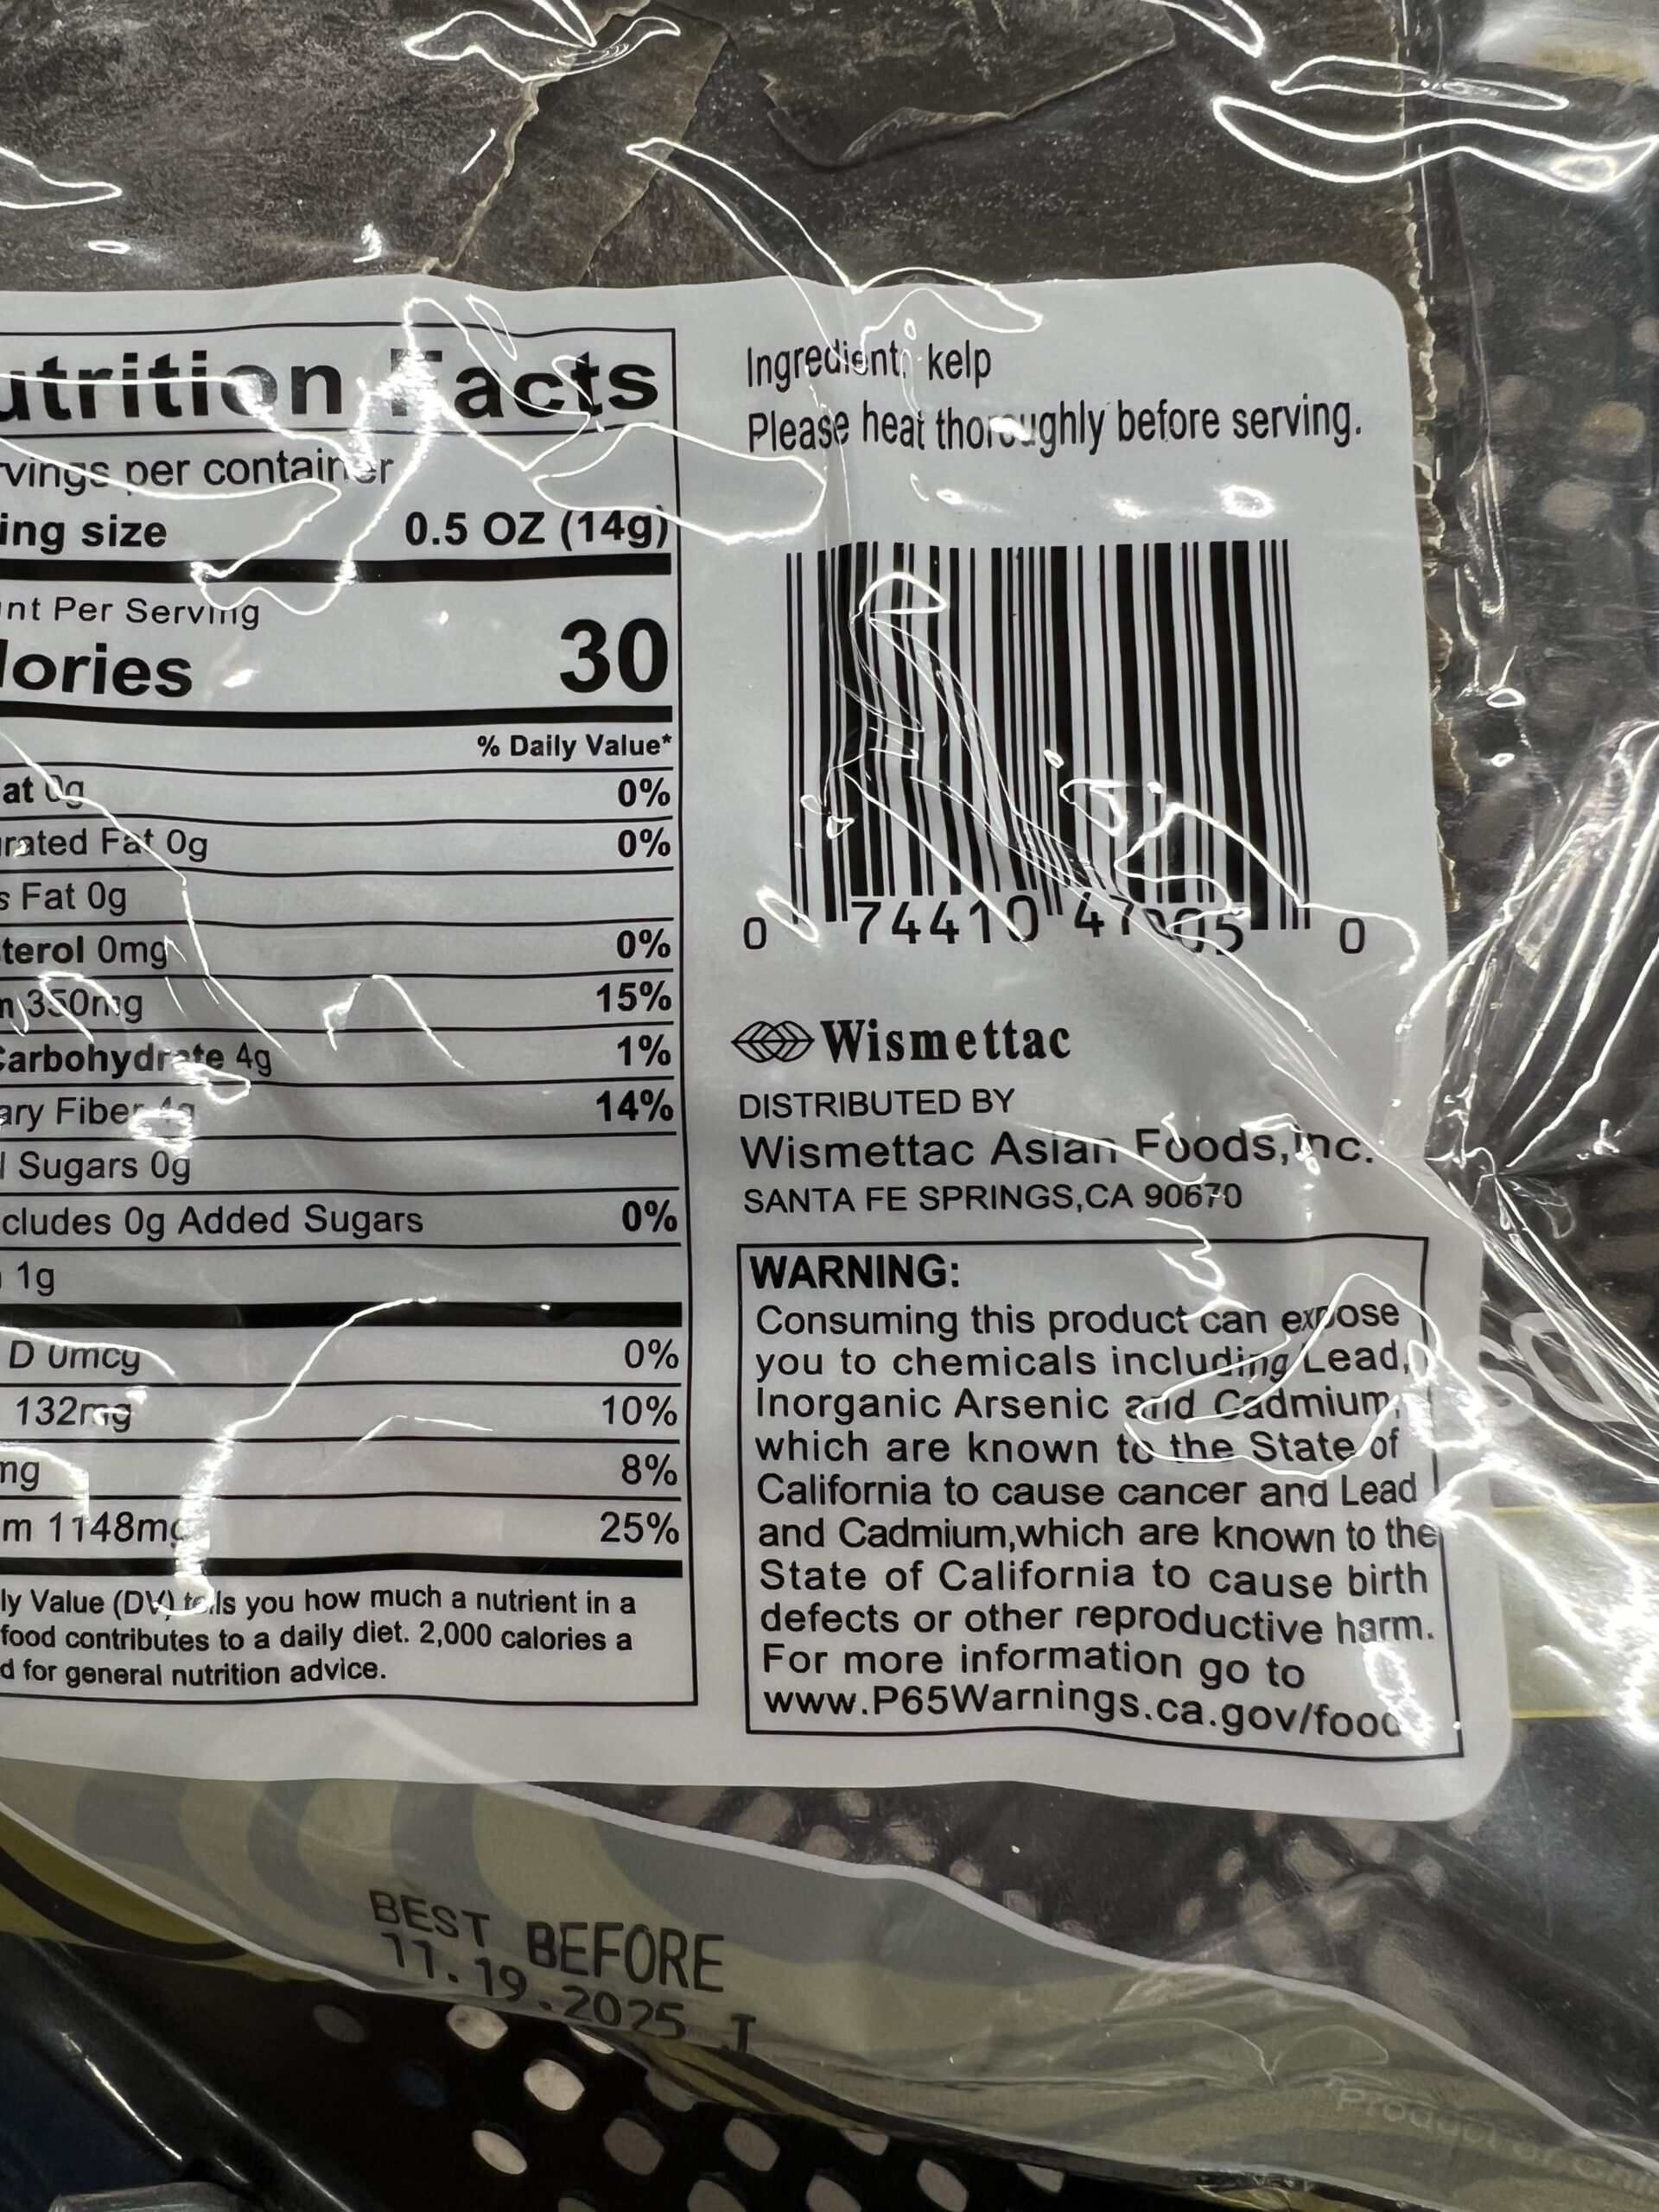 utrition Facts
rvings per container
ing size 0.5 OZ (14g)
nt Per Serving
lories 30
% Daily Value*
at 0g 0%
rated Fat 0g 0%
s Fat 0g
terol 0mg 0%
m 350mg 15%
Carbohydrate 4g 1%
ary Fiber 4g 14%
l Sugars 0g
cludes 0g Added Sugars 0%
1g
D 0mcg 0%
132mg 10%
mg 8%
m 1148mg 25%
ly Value (DV) tells you how much a nutrient in a
food contributes to a daily diet. 2,000 calories a
d for general nutrition advice.
Ingredient: kelp
Please heat thoroughly before serving.
0 74410 47005 0
Wismettac
DISTRIBUTED BY
Wismettac Asian Foods,Inc.
SANTA FE SPRINGS,CA 90670
WARNING:
Consuming this product can expose
you to chemicals including Lead,
Inorganic Arsenic and Cadmium,
which are known to the State of
California to cause cancer and Lead
and Cadmium,which are known to the
State of California to cause birth
defects or other reproductive harm.
For more information go to
www.P65Warnings.ca.gov/food
BEST BEFORE
11.19.2025 I
Product of